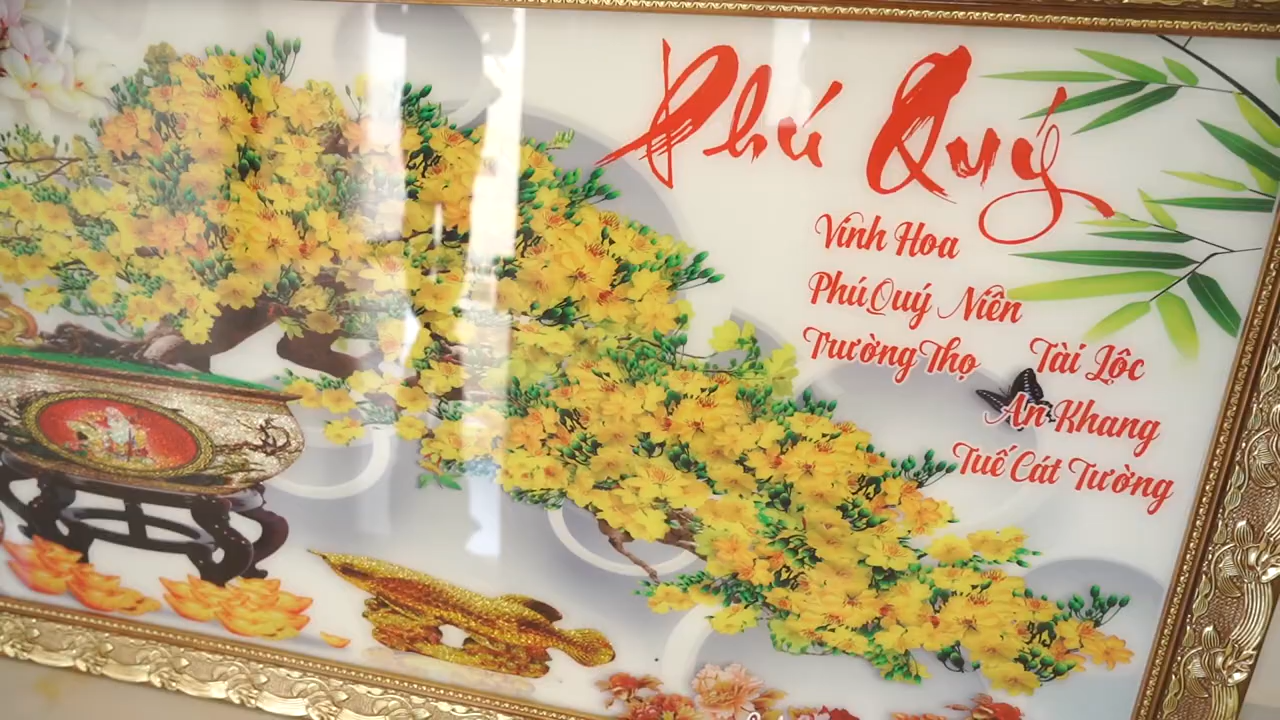 Phú Quý
Vinh Hoa
Phú Quý Niên
Trường Thọ
Tài Lộc
An Khang
Tuế Cát Tường